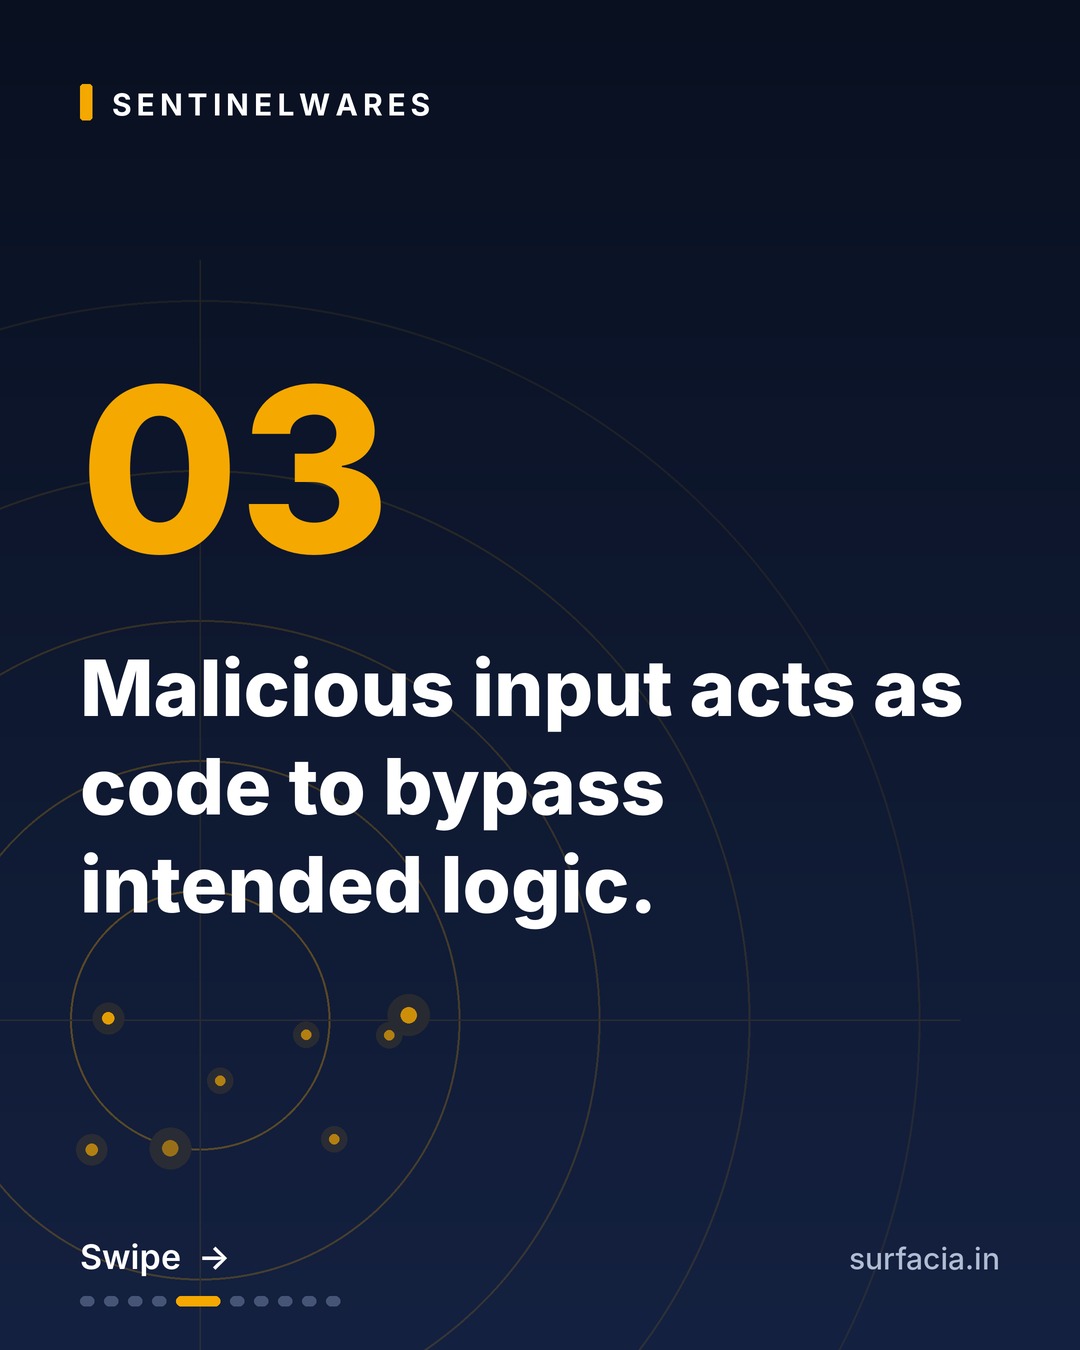 SENTINELWARES
03
Malicious input acts as
code to bypass
intended logic.
Swipe →
surfacia.in